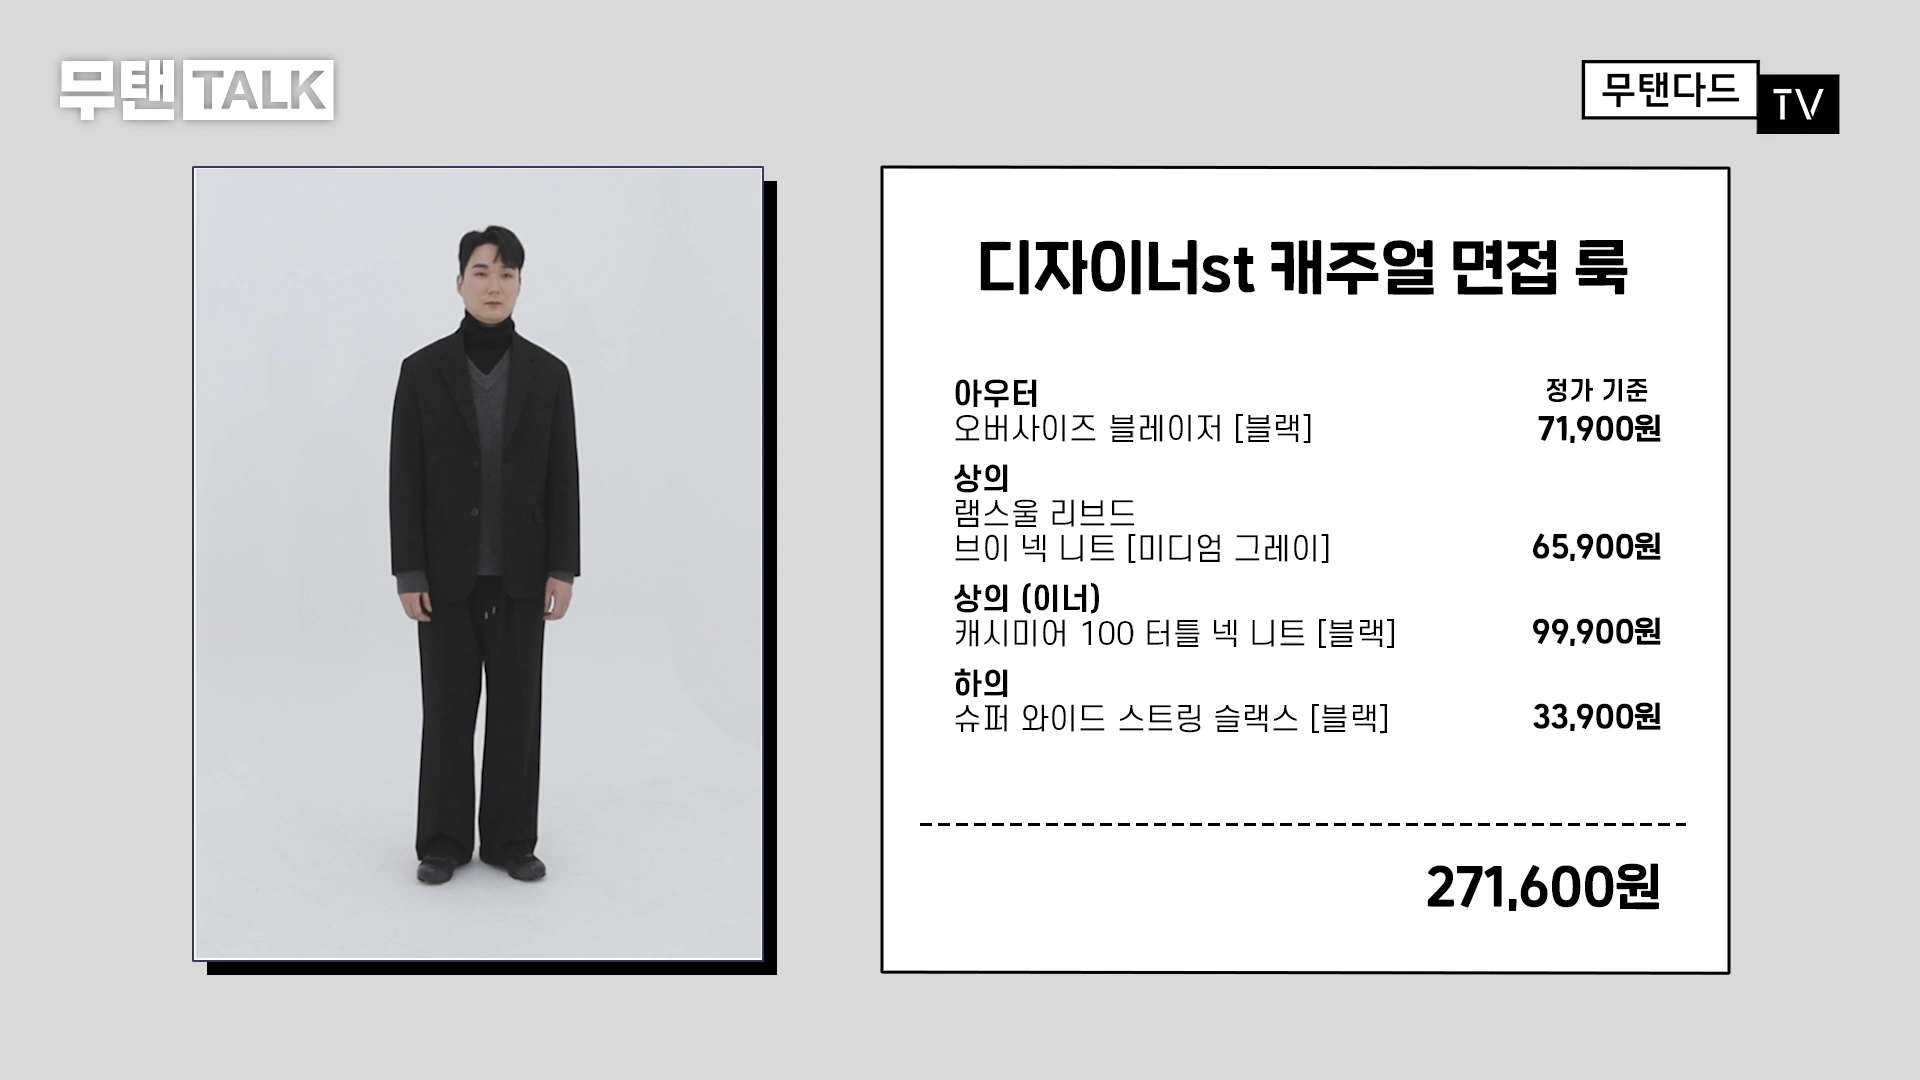 무탠 TALK
무탠다드 TV
디자이너st 캐주얼 면접 룩
아우터 정가 기준
오버사이즈 블레이저 [블랙] 71,900원
상의
램스울 리브드
브이 넥 니트 [미디엄 그레이] 65,900원
상의 (이너)
캐시미어 100 터틀 넥 니트 [블랙] 99,900원
하의
슈퍼 와이드 스트링 슬랙스 [블랙] 33,900원
271,600원